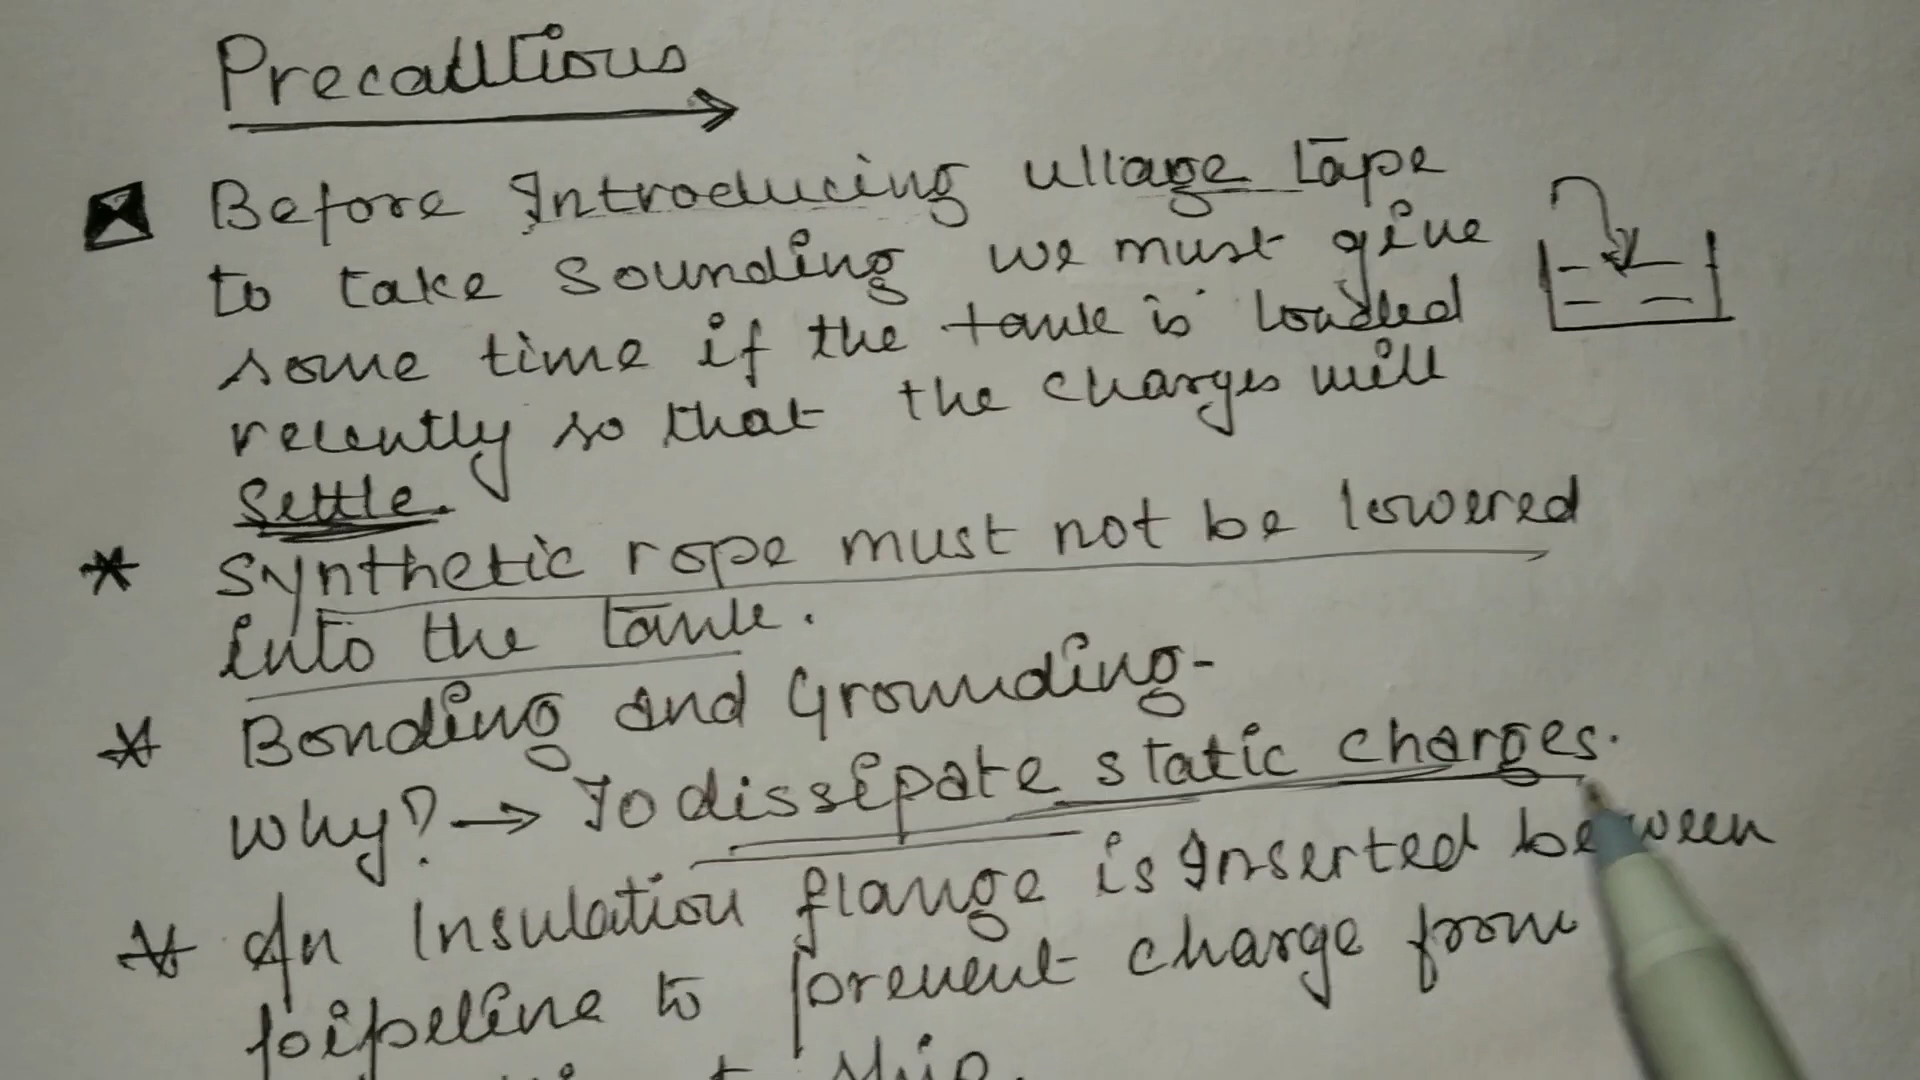 Precautions
Before Introducing ullage tape
to take sounding we must give
some time if the tank is loaded
recently so that the charges will
settle.
* Synthetic rope must not be lowered
into the tank.
* Bonding and Grounding-
Why? → To dissipate static charges.
* An Insulation flange is Inserted between
pipeline to prevent charge from
ship.